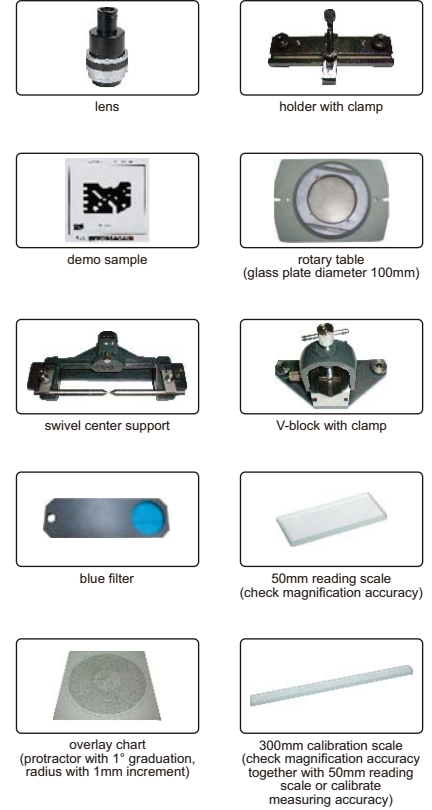 lens
holder with clamp
demo sample
rotary table
(glass plate diameter 100mm)
swivel center support
V-block with clamp
blue filter
50mm reading scale
(check magnification accuracy)
overlay chart
(protractor with 1° graduation,
radius with 1mm increment)
300mm calibration scale
(check magnification accuracy
together with 50mm reading
scale or calibrate
measuring accuracy)